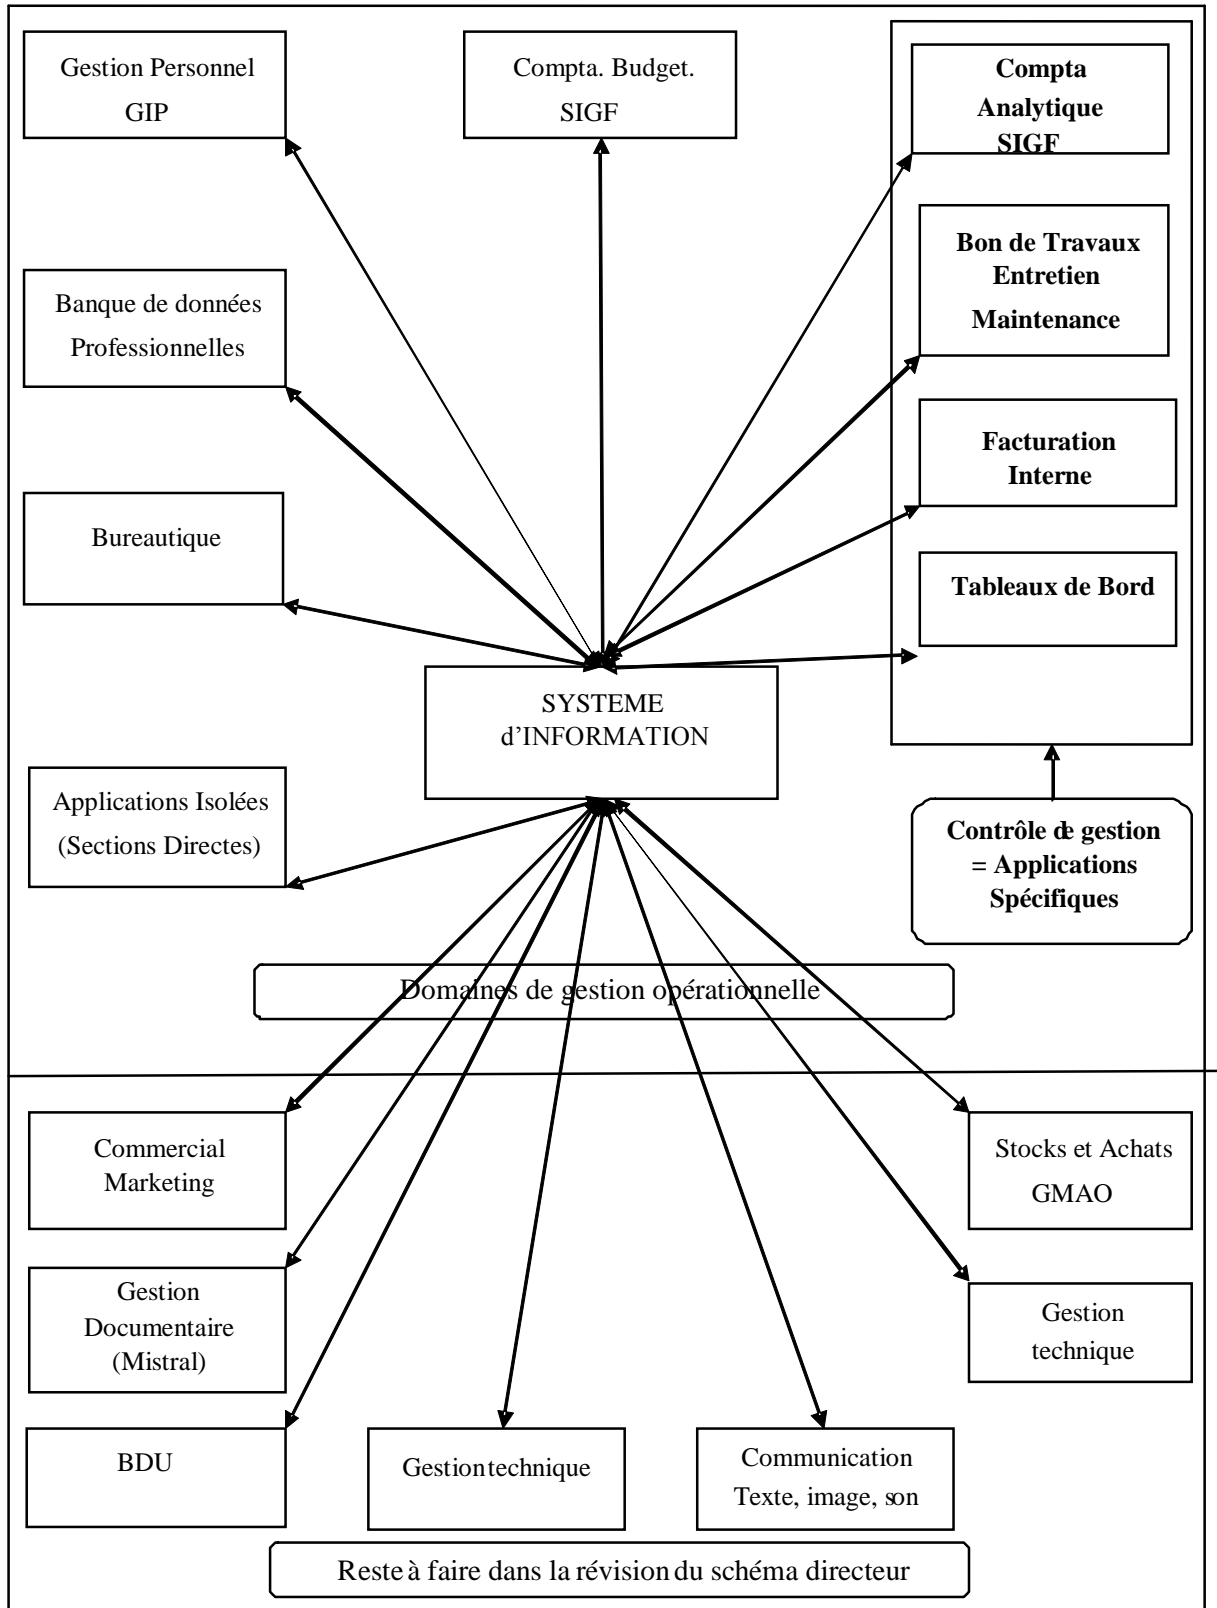 Gestion Personnel
GIP
Compta. Budget.
SIGF
Compta
Analytique
SIGF
Bon de Travaux
Entretien
Maintenance
Banque de données
Professionnelles
Facturation
Interne
Bureautique
Tableaux de Bord
SYSTEME
d’INFORMATION
Applications Isolées
(Sections Directes)
Contrôle de gestion
= Applications
Spécifiques
Domaines de gestion opérationnelle
Commercial
Marketing
Stocks et Achats
GMAO
Gestion
Documentaire
(Mistral)
Gestion
technique
BDU
Gestion technique
Communication
Texte, image, son
Reste à faire dans la révision du schéma directeur